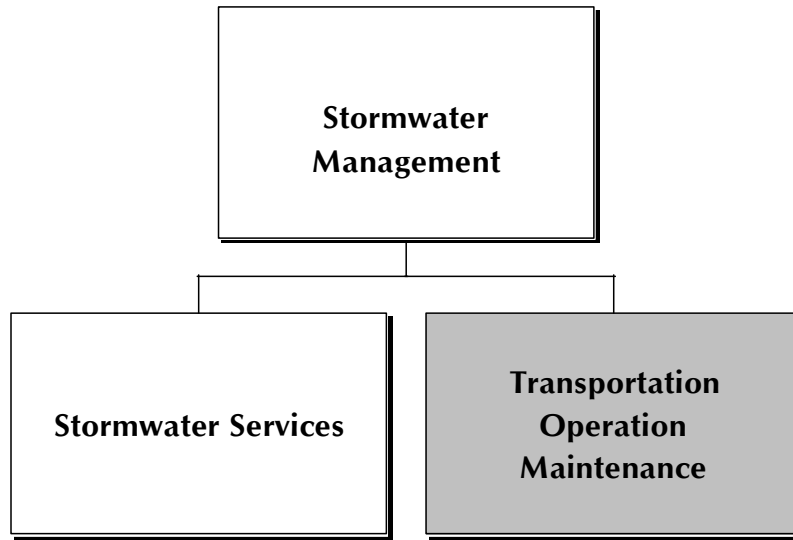 Stormwater
Management
Stormwater Services
Transportation
Operation
Maintenance